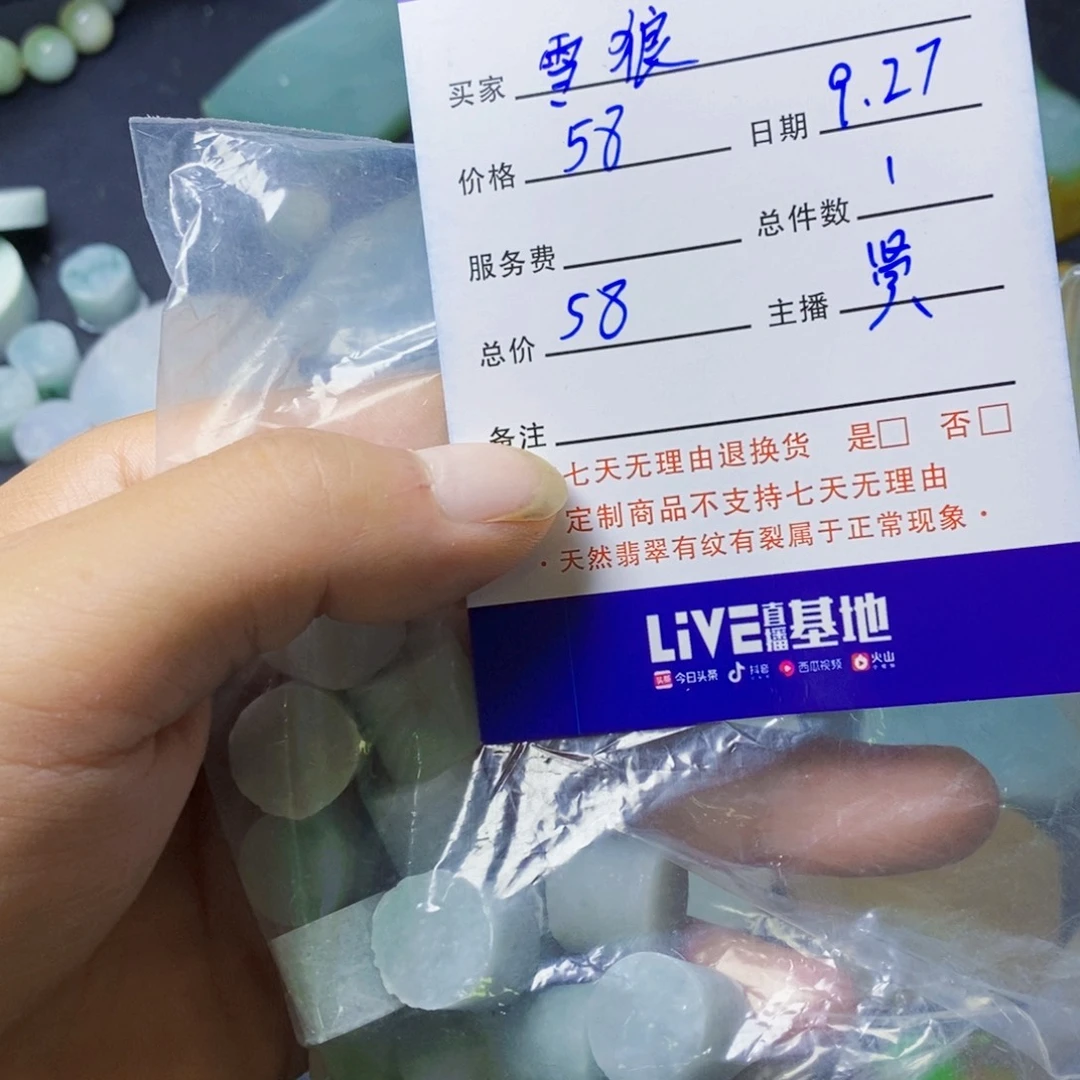 买家 雪狼
价格 58 日期 9.27
服务费 总件数 1
总价 58 主播 贤
备注
七天无理由退换货 是□ 否□
定制商品不支持七天无理由
·天然翡翠有纹有裂属于正常现象·
LiVE直播基地
头条 今日头条 抖音 西瓜视频 火山